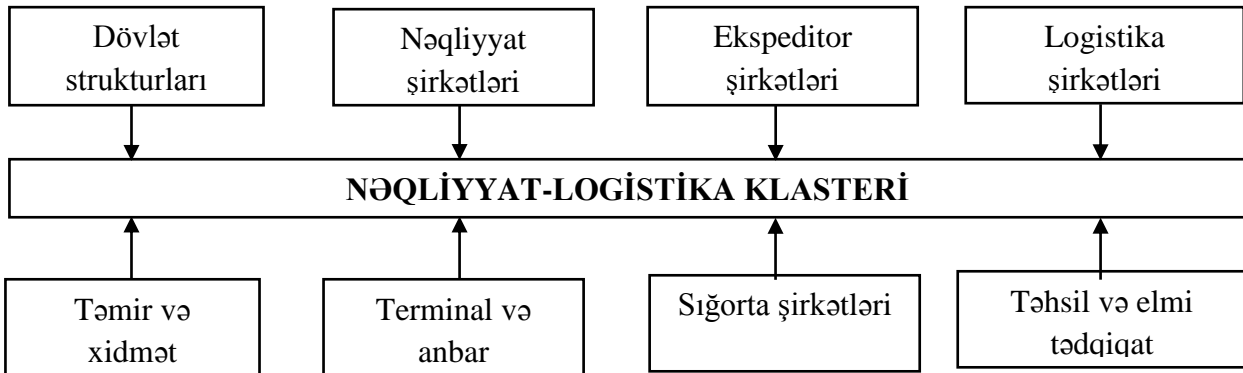 Dövlət
strukturları
Nəqliyyat
şirkətləri
Ekspeditor
şirkətləri
Logistika
şirkətləri
NƏQLİYYAT-LOGİSTİKA KLASTERİ
Təmir və
xidmət
Terminal və
anbar
Sığorta şirkətləri
Təhsil və elmi
tədqiqat